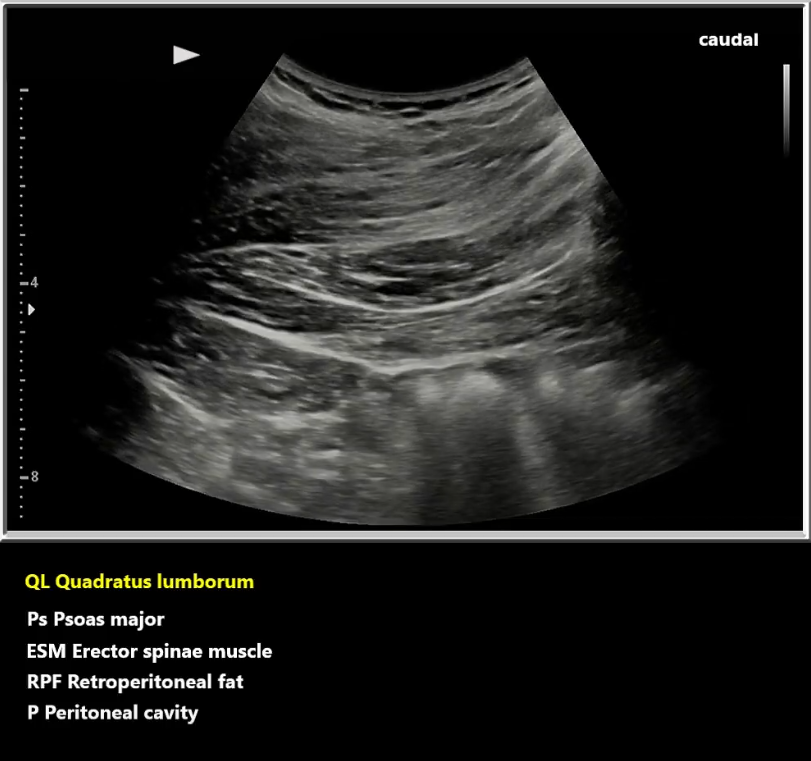 caudal
4
8
QL Quadratus lumborum
Ps Psoas major
ESM Erector spinae muscle
RPF Retroperitoneal fat
P Peritoneal cavity